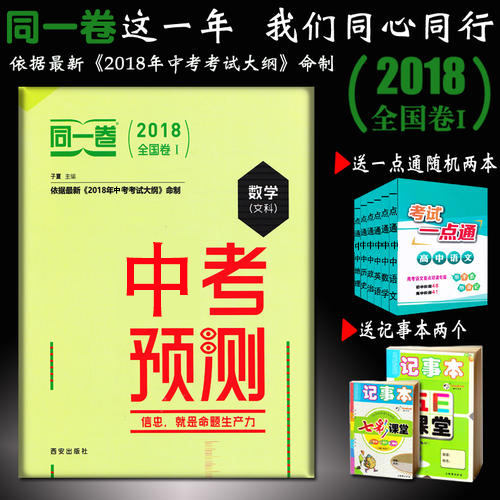 同一卷这一年 我们同心同行
依据最新《2018年中考考试大纲》命制
(2018
全国卷I)
同一卷
(2018
全国卷 I)
子夏 主编
依据最新《2018年中考考试大纲》命制
数学
(文科)
中考
预测
信忠，就是命题生产力
西安出版社
送一点通随机两本
考试
一点通
高中语文
送记事本两个
记事本
记事本
七彩课堂
课堂